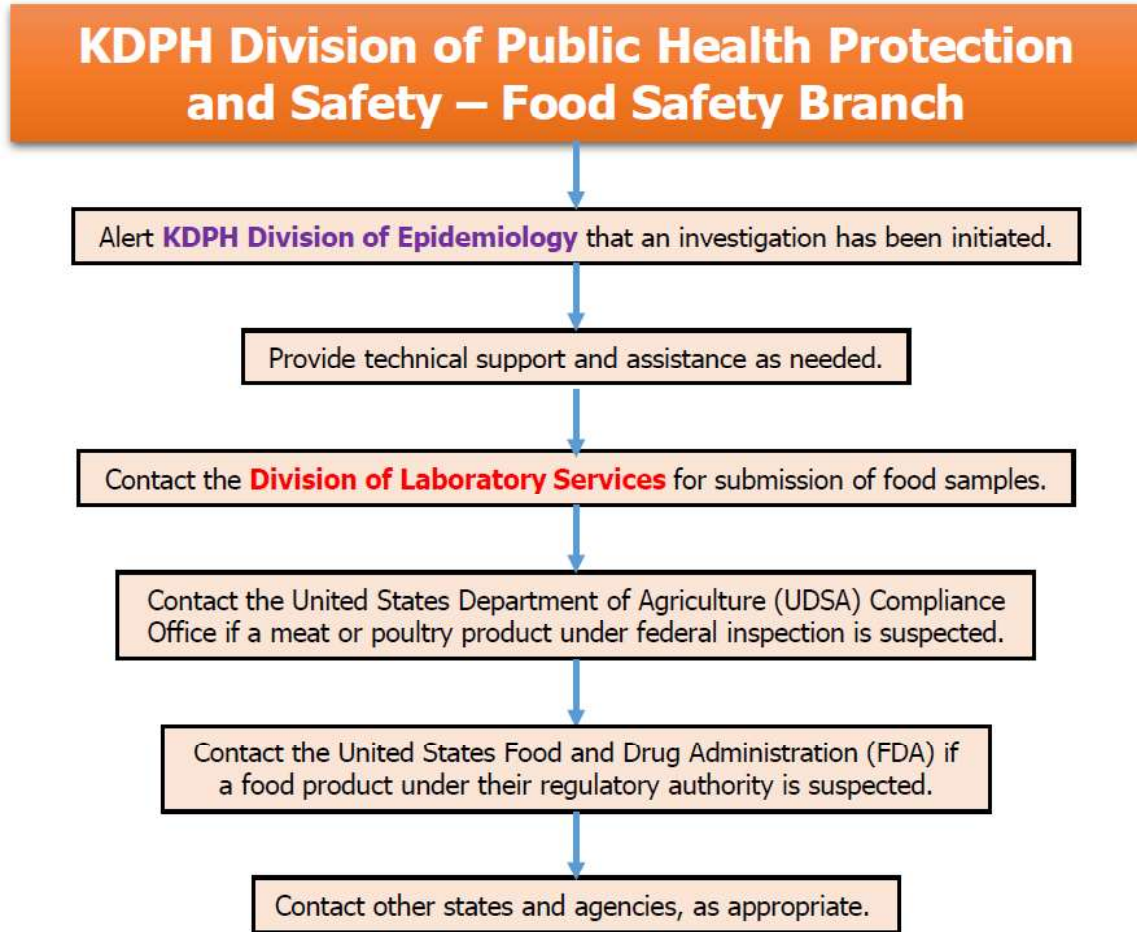 KDPH Division of Public Health Protection
and Safety – Food Safety Branch
Alert KDPH Division of Epidemiology that an investigation has been initiated.
Provide technical support and assistance as needed.
Contact the Division of Laboratory Services for submission of food samples.
Contact the United States Department of Agriculture (UDSA) Compliance
Office if a meat or poultry product under federal inspection is suspected.
Contact the United States Food and Drug Administration (FDA) if
a food product under their regulatory authority is suspected.
Contact other states and agencies, as appropriate.